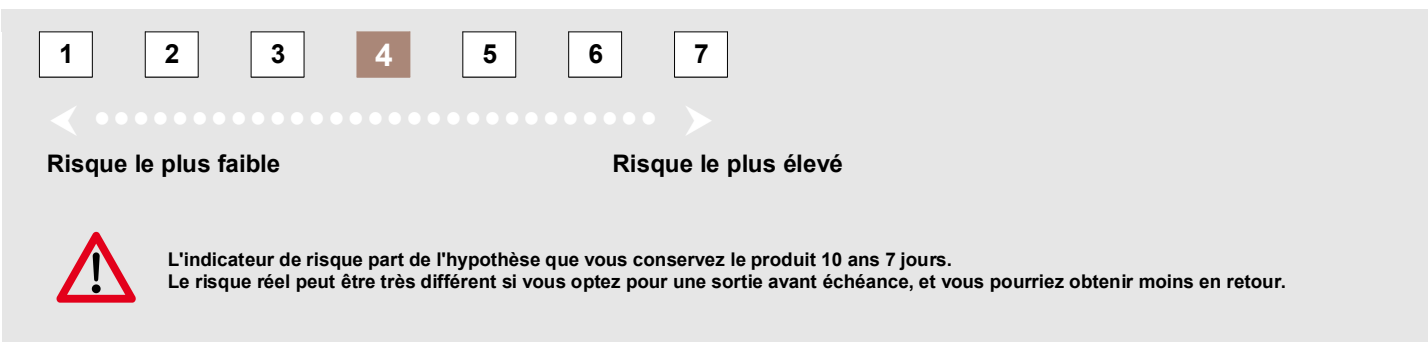 1 2 3 4 5 6 7
Risque le plus faible Risque le plus élevé
L'indicateur de risque part de l'hypothèse que vous conservez le produit 10 ans 7 jours.
Le risque réel peut être très différent si vous optez pour une sortie avant échéance, et vous pourriez obtenir moins en retour.